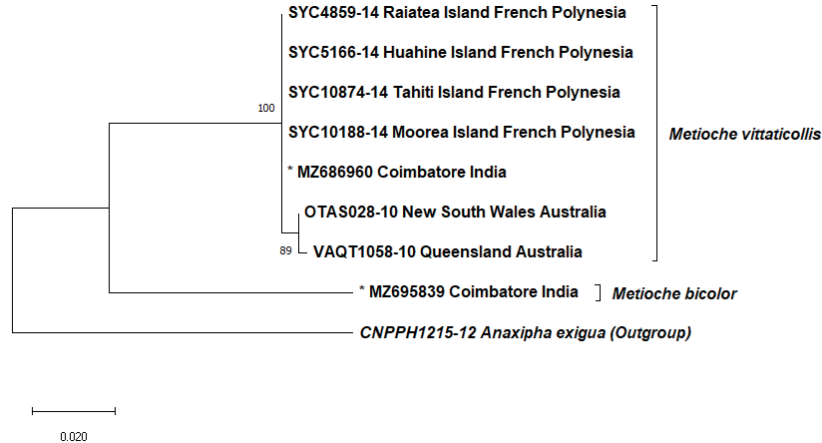 SYC4859-14 Raiatea Island French Polynesia
SYC5166-14 Huahine Island French Polynesia
SYC10874-14 Tahiti Island French Polynesia
100
SYC10188-14 Moorea Island French Polynesia
Metioche vittaticollis
* MZ686960 Coimbatore India
OTAS028-10 New South Wales Australia
89
VAQT1058-10 Queensland Australia
* MZ695839 Coimbatore India
Metioche bicolor
CNPPH1215-12 Anaxipha exigua (Outgroup)
0.020